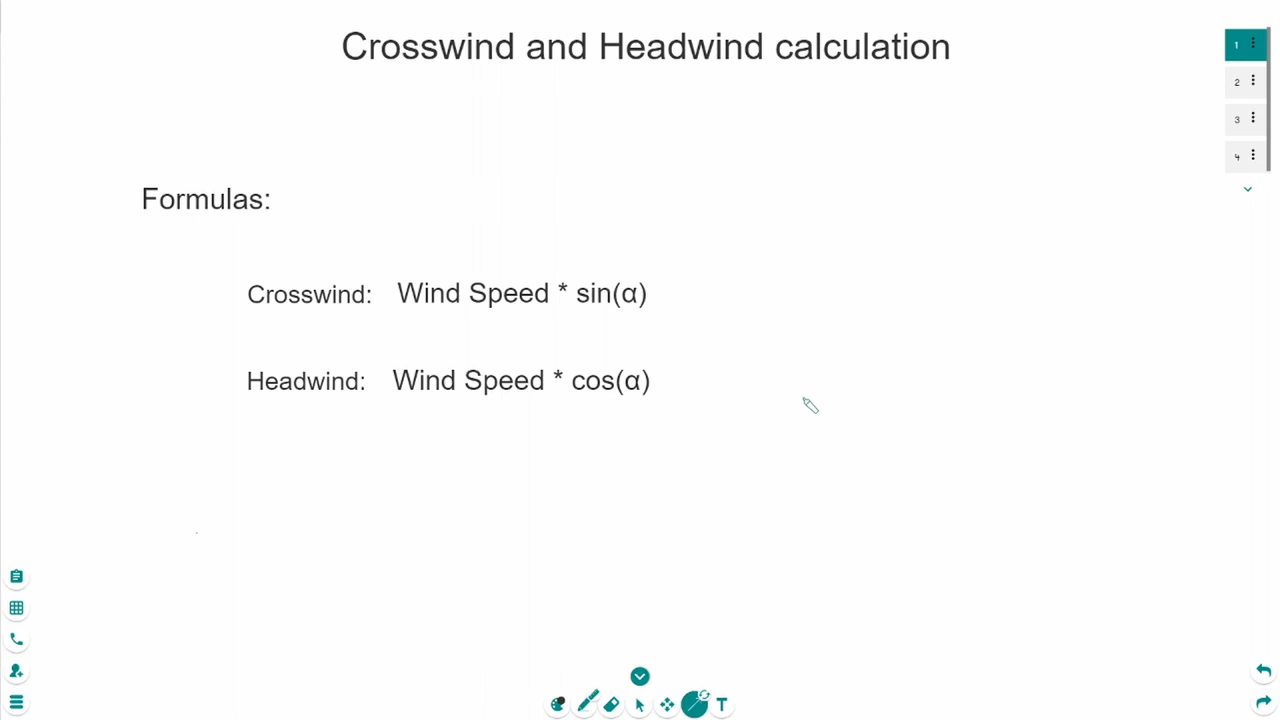 Crosswind and Headwind calculation
1
2
3
4
Formulas:
Crosswind: Wind Speed * sin(α)
Headwind: Wind Speed * cos(α)
T